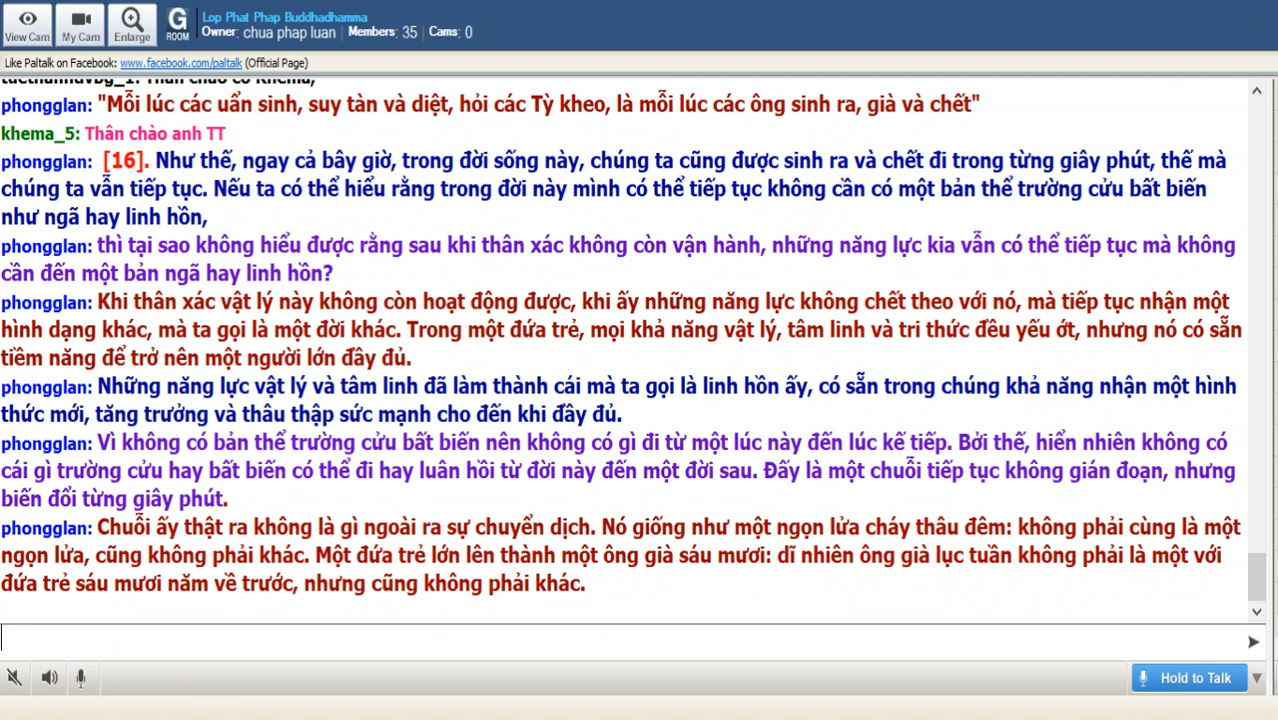 Lop Phat Phap Buddhadhamma
View Cam
My Cam
Enlarge
G
ROOM
Owner: chua phap luan | Members: 35 | Cams: 0
Like Paltalk on Facebook: www.facebook.com/paltalk (Official Page)
phongglan: "Mỗi lúc các uẩn sinh, suy tàn và diệt, hỏi các Tỳ kheo, là mỗi lúc các ông sinh ra, già và chết"
khema_5: Thân chào anh TT
phongglan: [16]. Như thế, ngay cả bây giờ, trong đời sống này, chúng ta cũng được sinh ra và chết đi trong từng giây phút, thế mà
chúng ta vẫn tiếp tục. Nếu ta có thể hiểu rằng trong đời này mình có thể tiếp tục không cần có một bản thể trường cửu bất biến
như ngã hay linh hồn,
phongglan: thì tại sao không hiểu được rằng sau khi thân xác không còn vận hành, những năng lực kia vẫn có thể tiếp tục mà không
cần đến một bản ngã hay linh hồn?
phongglan: Khi thân xác vật lý này không còn hoạt động được, khi ấy những năng lực không chết theo với nó, mà tiếp tục nhận một
hình dạng khác, mà ta gọi là một đời khác. Trong một đứa trẻ, mọi khả năng vật lý, tâm linh và tri thức đều yếu ớt, nhưng nó có sẵn
tiềm năng để trở nên một người lớn đầy đủ.
phongglan: Những năng lực vật lý và tâm linh đã làm thành cái mà ta gọi là linh hồn ấy, có sẵn trong chúng khả năng nhận một hình
thức mới, tăng trưởng và thâu thập sức mạnh cho đến khi đầy đủ.
phongglan: Vì không có bản thể trường cửu bất biến nên không có gì đi từ một lúc này đến lúc kế tiếp. Bởi thế, hiển nhiên không có
cái gì trường cửu hay bất biến có thể đi hay luân hồi từ đời này đến một đời sau. Đấy là một chuỗi tiếp tục không gián đoạn, nhưng
biến đổi từng giây phút.
phongglan: Chuỗi ấy thật ra không là gì ngoài ra sự chuyển dịch. Nó giống như một ngọn lửa cháy thâu đêm: không phải cùng là một
ngọn lửa, cũng không phải khác. Một đứa trẻ lớn lên thành một ông già sáu mươi: dĩ nhiên ông già lục tuần không phải là một với
đứa trẻ sáu mươi năm về trước, nhưng cũng không phải khác.
Hold to Talk